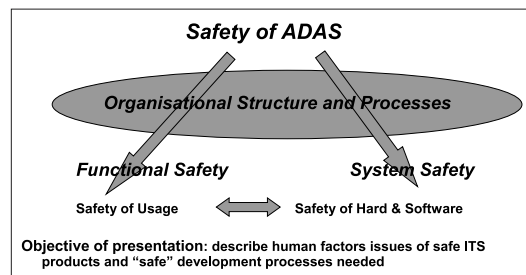 Safety of ADAS
Organisational Structure and Processes
Functional Safety
System Safety
Safety of Usage
Safety of Hard & Software
Objective of presentation: describe human factors issues of safe ITS
products and “safe” development processes needed